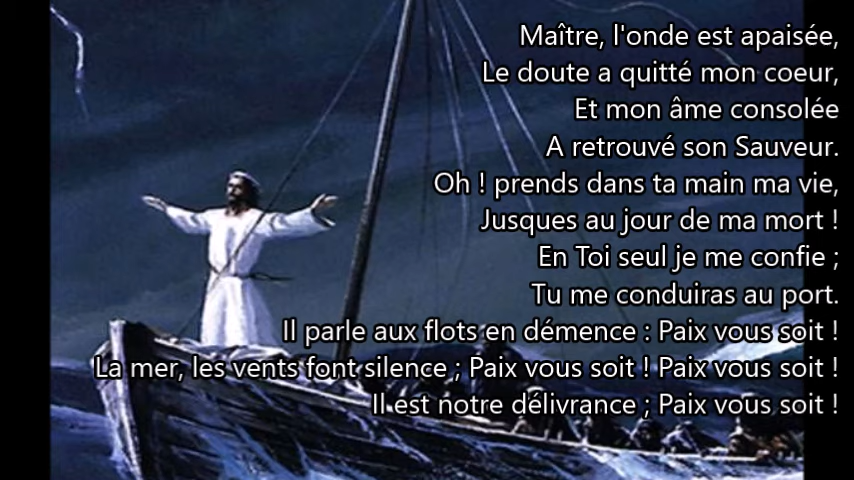 Maître, l'onde est apaisée,
Le doute a quitté mon coeur,
Et mon âme consolée
A retrouvé son Sauveur.
Oh ! prends dans ta main ma vie,
Jusques au jour de ma mort !
En Toi seul je me confie ;
Tu me conduiras au port.
Il parle aux flots en démence : Paix vous soit !
La mer, les vents font silence ; Paix vous soit ! Paix vous soit !
Il est notre délivrance ; Paix vous soit !